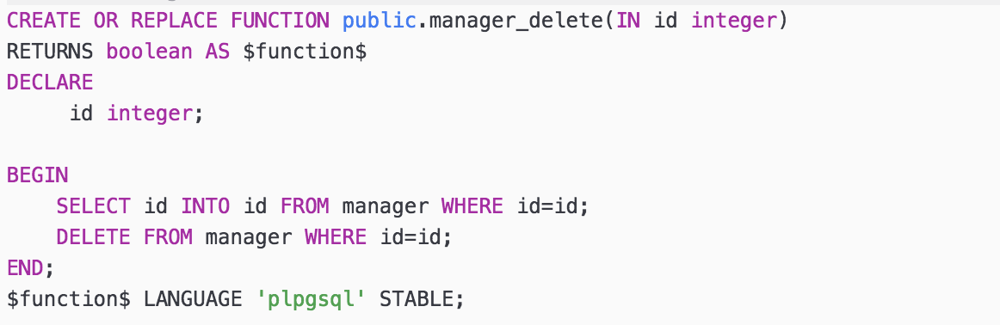 CREATE OR REPLACE FUNCTION public.manager_delete(IN id integer)
RETURNS boolean AS $function$
DECLARE
     id integer;

BEGIN
    SELECT id INTO id FROM manager WHERE id=id;
    DELETE FROM manager WHERE id=id;
END;
$function$ LANGUAGE 'plpgsql' STABLE;